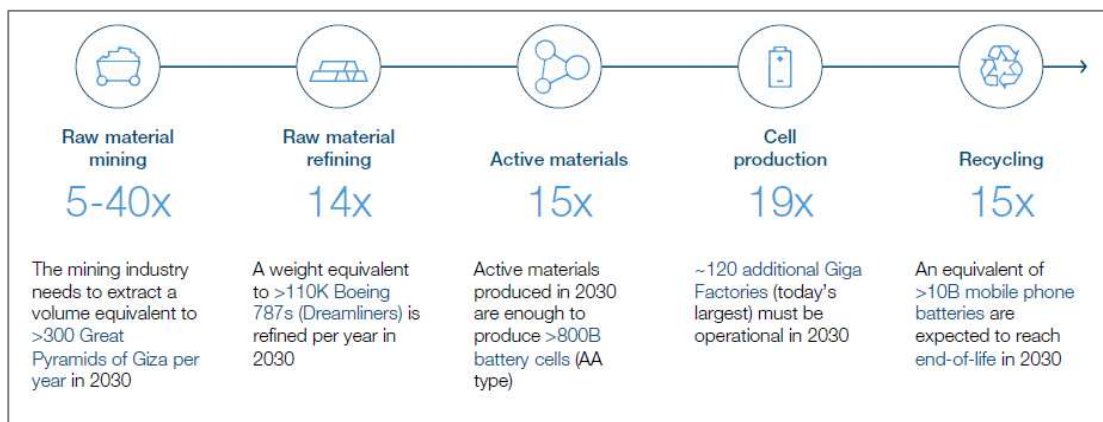 Raw material
mining
5-40x
The mining industry
needs to extract a
volume equivalent to
>300 Great
Pyramids of Giza per
year in 2030
Raw material
refining
14x
A weight equivalent
to >110K Boeing
787s (Dreamliners) is
refined per year in
2030
Active materials
15x
Active materials
produced in 2030
are enough to
produce >800B
battery cells (AA
type)
Cell
production
19x
~120 additional Giga
Factories (today's
largest) must be
operational in 2030
Recycling
15x
An equivalent of
>10B mobile phone
batteries are
expected to reach
end-of-life in 2030